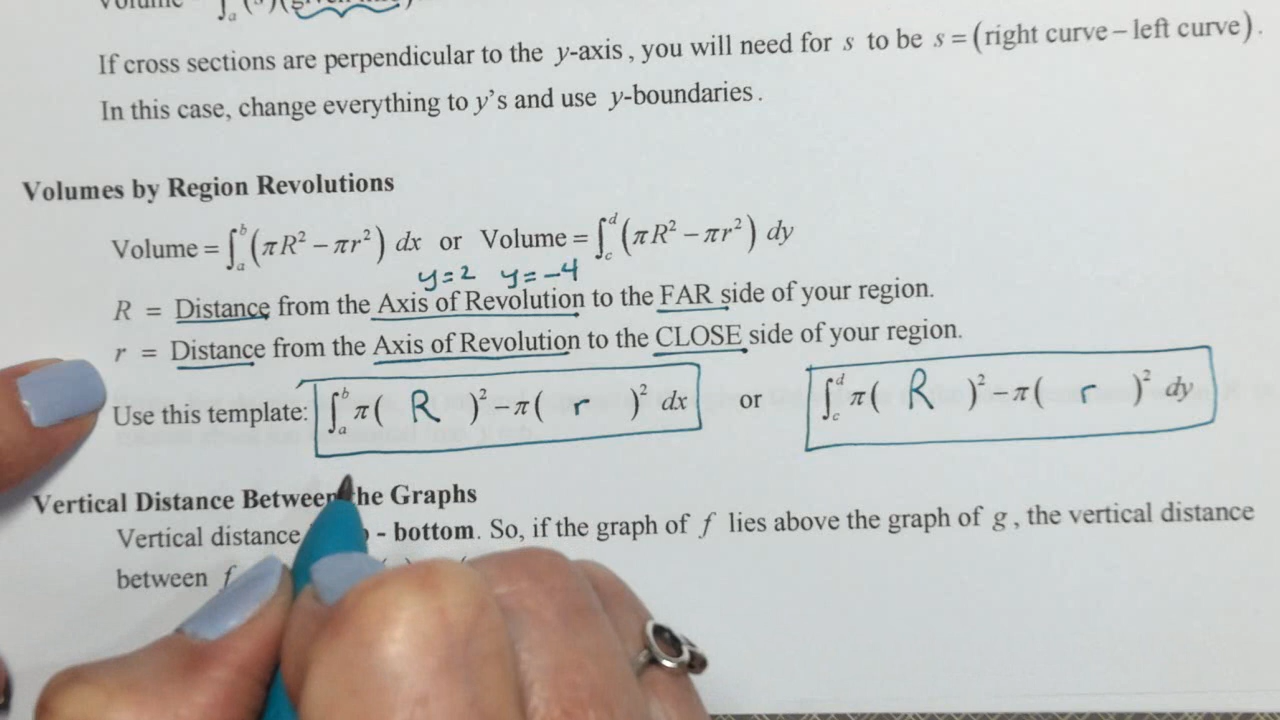 If cross sections are perpendicular to the y-axis, you will need for s to be s = (right curve – left curve).
In this case, change everything to y's and use y-boundaries.
Volumes by Region Revolutions
Volume = ∫_a^b (πR² – πr²) dx or Volume = ∫_c^d (πR² – πr²) dy
y=2 y=-4
R = Distance from the Axis of Revolution to the FAR side of your region.
r = Distance from the Axis of Revolution to the CLOSE side of your region.
Use this template: ∫_a^b π( R )² – π( r )² dx or ∫_c^d π( R )² – π( r )² dy
Vertical Distance Between the Graphs
Vertical distance - bottom. So, if the graph of f lies above the graph of g, the vertical distance
between f